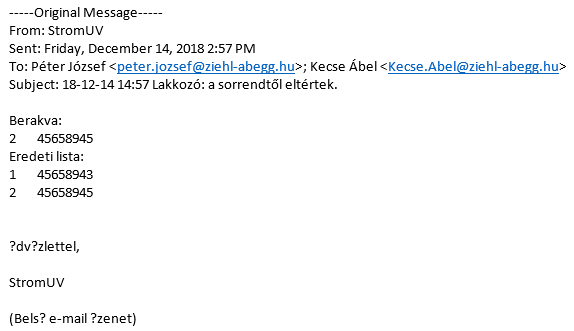 -----Original Message-----
From: StromUV
Sent: Friday, December 14, 2018 2:57 PM
To: Péter József <peter.jozsef@ziehl-abegg.hu>; Kecse Ábel <Kecse.Abel@ziehl-abegg.hu>
Subject: 18-12-14 14:57 Lakkozó: a sorrendtől eltértek.
Berakva:
2 45658945
Eredeti lista:
1 45658943
2 45658945
?dv?zlettel,
StromUV
(Bels? e-mail ?zenet)